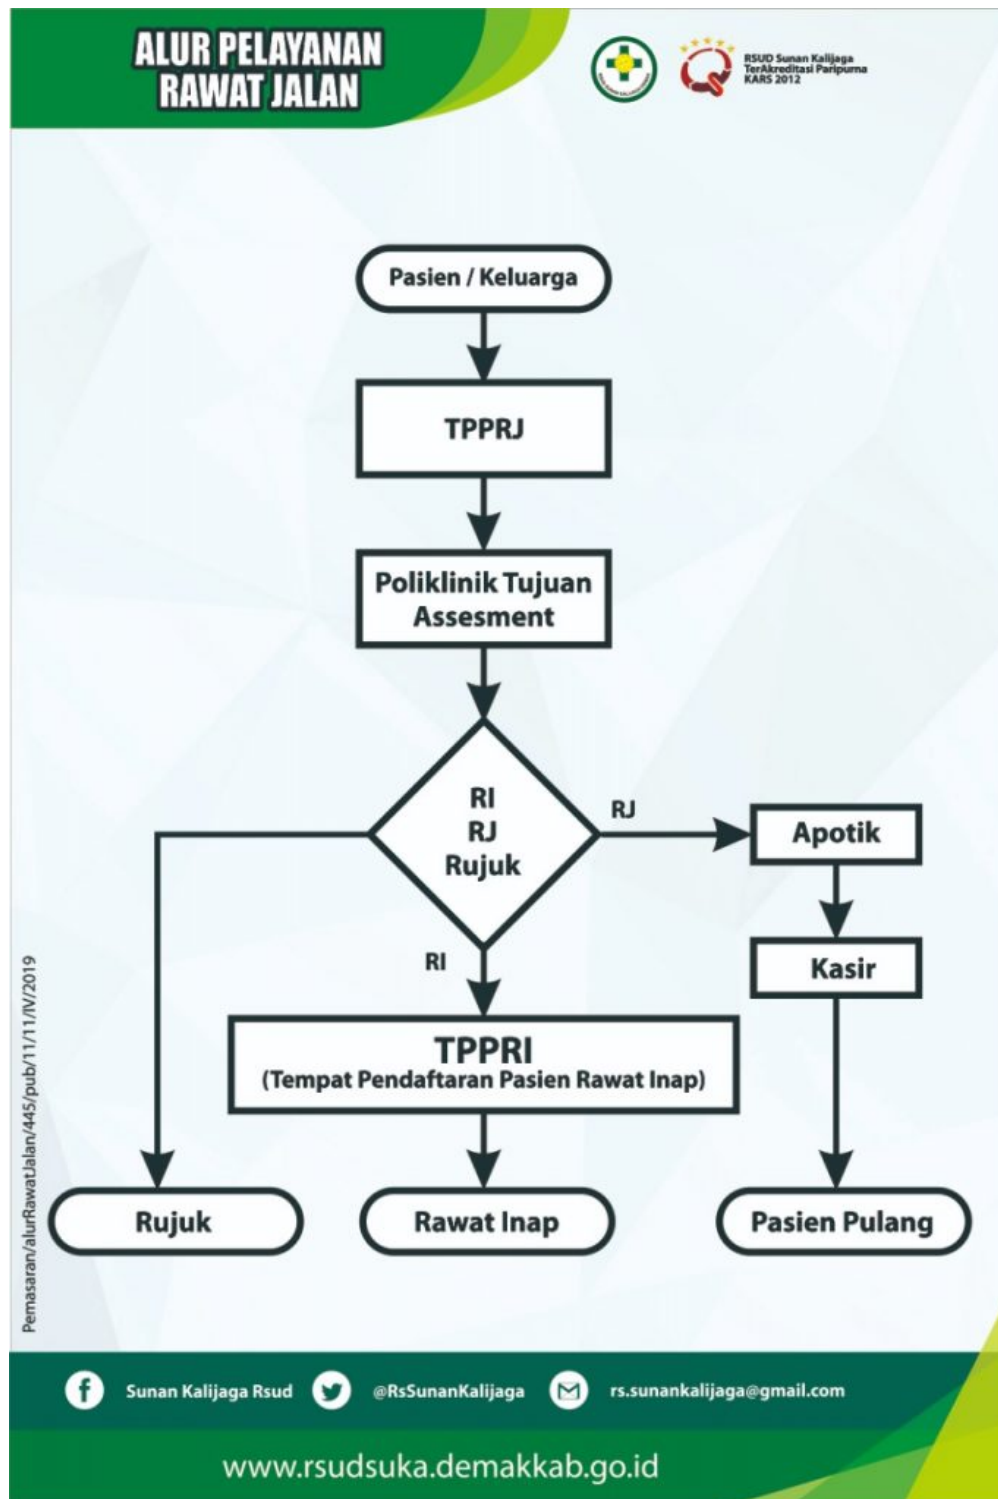 ALUR PELAYANAN
RAWAT JALAN
RSUD Sunan Kalijaga
TerAkreditasi Paripurna
KARS 2012
Pasien / Keluarga
TPPRJ
Poliklinik Tujuan
Assesment
RI
RJ
Rujuk
RJ
Apotik
Kasir
RI
TPPRI
(Tempat Pendaftaran Pasien Rawat Inap)
Rujuk
Rawat Inap
Pasien Pulang
Pemasaran/alurRawatJalan/445/pub/11/11/IV/2019
Sunan Kalijaga Rsud
@RsSunanKalijaga
rs.sunankalijaga@gmail.com
www.rsudsuka.demakkab.go.id